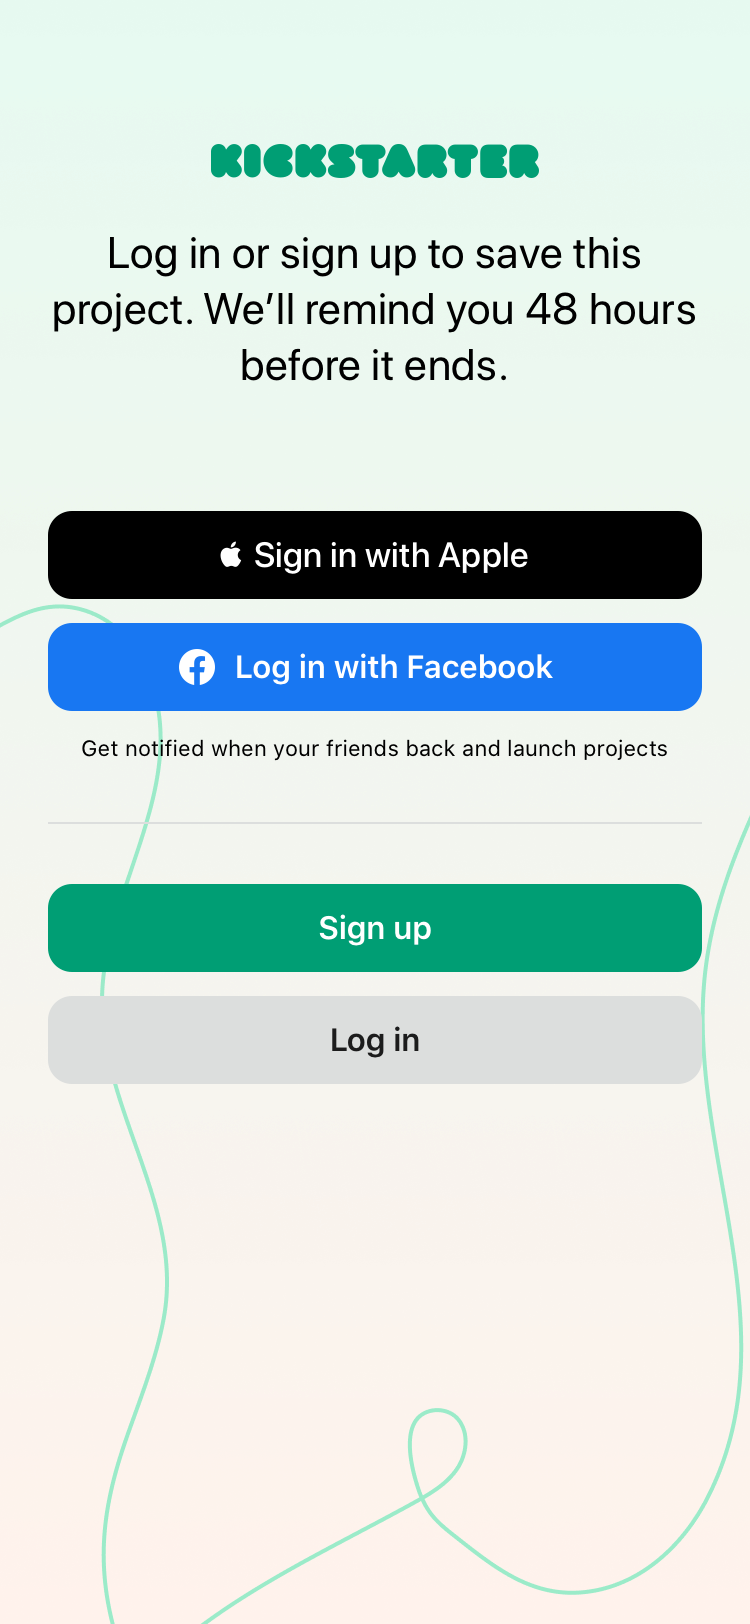 KICKSTARTER
Log in or sign up to save this
project. We’ll remind you 48 hours
before it ends.
Sign in with Apple
Log in with Facebook
Get notified when your friends back and launch projects
Sign up
Log in